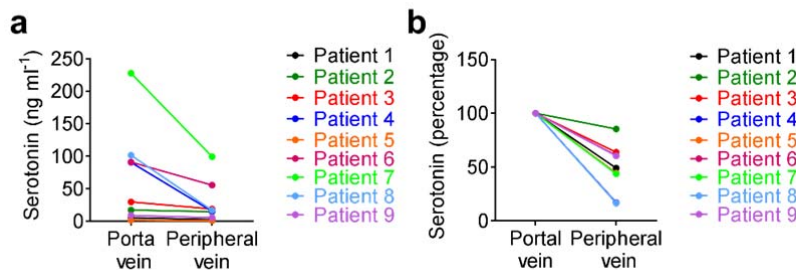 a
Serotonin (ng ml-1)
250
200
150
100
50
0
Porta
vein
Peripheral
vein
Patient 1
Patient 2
Patient 3
Patient 4
Patient 5
Patient 6
Patient 7
Patient 8
Patient 9
b
Serotonin (percentage)
150
100
50
0
Portal
vein
Peripheral
vein
Patient 1
Patient 2
Patient 3
Patient 4
Patient 5
Patient 6
Patient 7
Patient 8
Patient 9